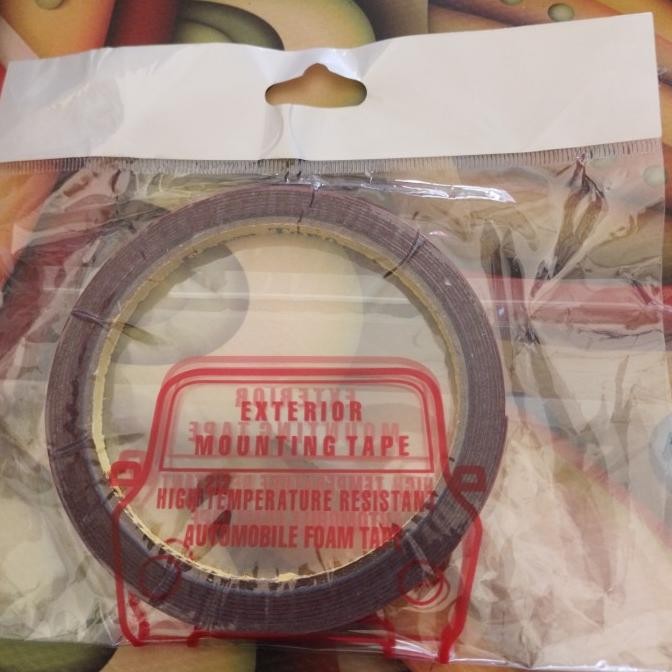 EXTERIOR
MOUNTING TAPE
HIGH TEMPERATURE RESISTANT
AUTOMOBILE FOAM TAPE